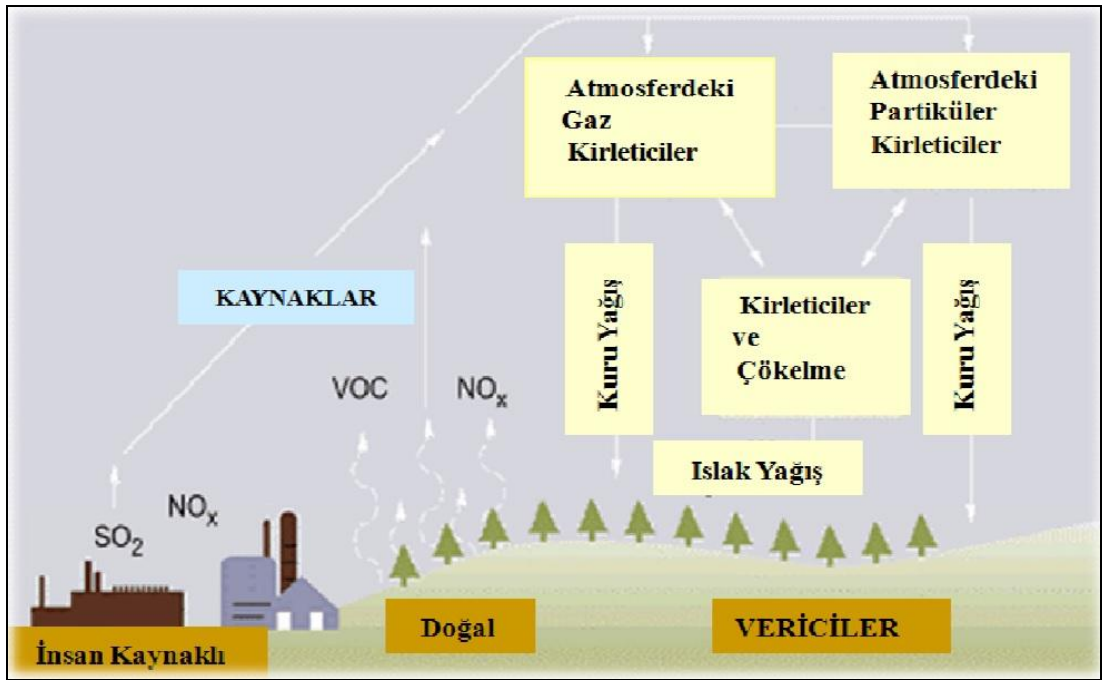 Atmosferdeki
Gaz
Kirleticiler
Atmosferdeki
Partiküler
Kirleticiler
KAYNAKLAR
Kuru Yağış
Kirleticiler
ve
Çökelme
Kuru Yağış
VOC
NOx
Islak Yağış
SO2
NOx
İnsan Kaynaklı
Doğal
VERİCİLER